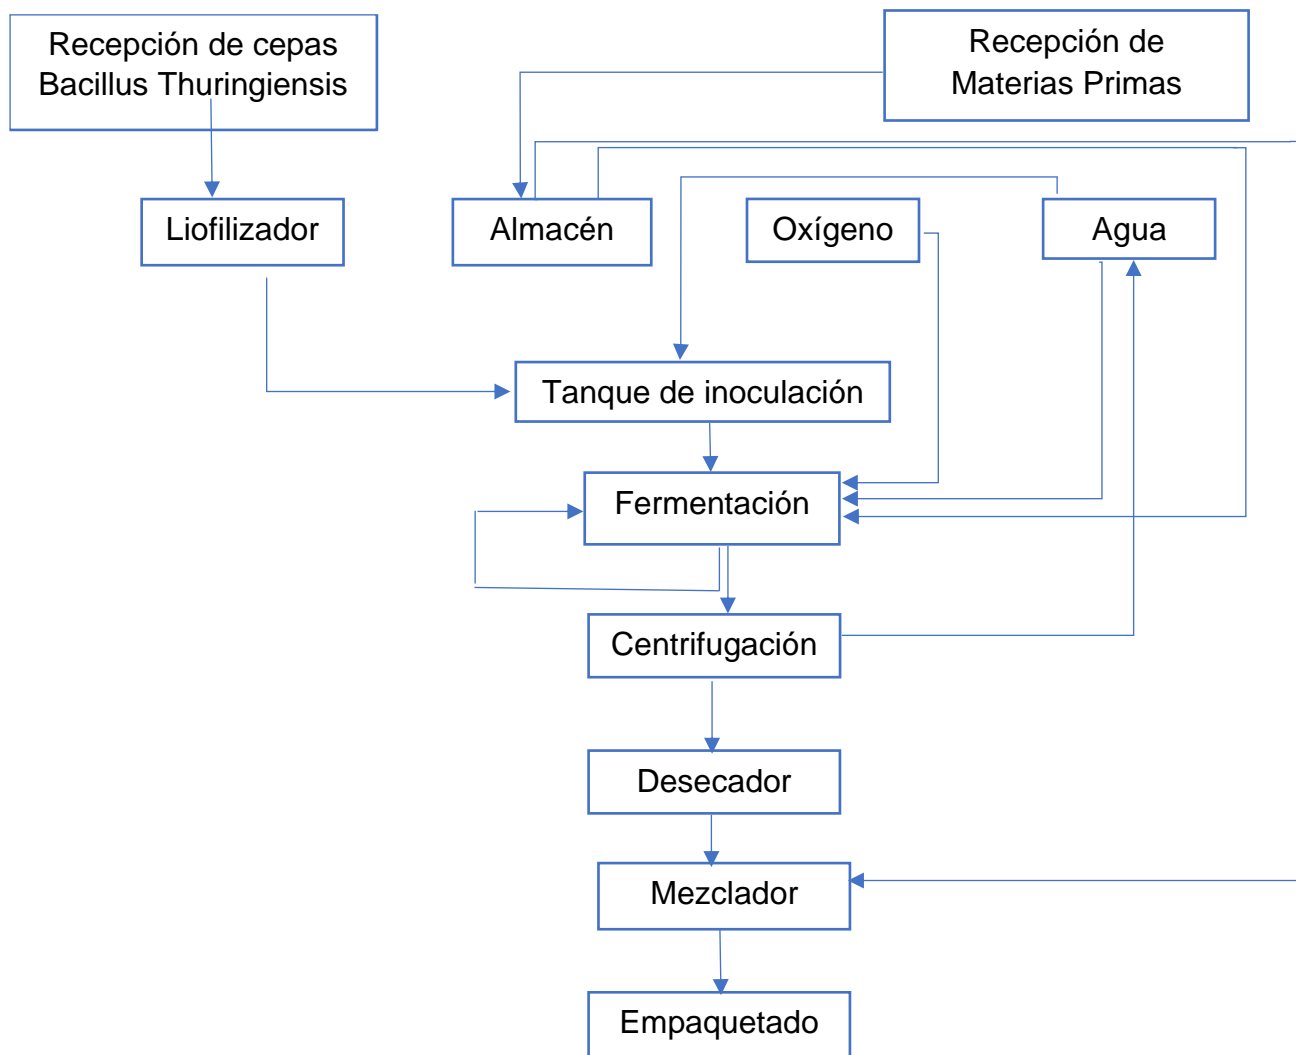 Recepción de cepas
Bacillus Thuringiensis
Recepción de
Materias Primas
Liofilizador
Almacén
Oxígeno
Agua
Tanque de inoculación
Fermentación
Centrifugación
Desecador
Mezclador
Empaquetado